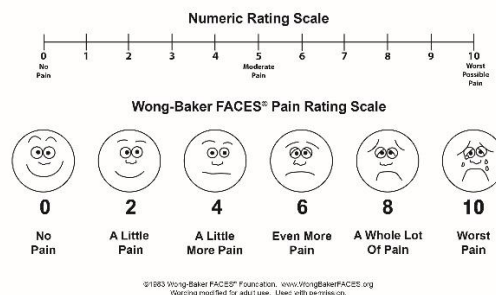 Numeric Rating Scale
0 1 2 3 4 5 6 7 8 9 10
No Pain Moderate Pain Worst Possible Pain
Wong-Baker FACES® Pain Rating Scale
0 2 4 6 8 10
No A Little A Little Even More A Whole Lot Worst
Pain Pain More Pain Pain Of Pain Pain
©1983 Wong-Baker FACES® Foundation. www.WongBakerFACES.org
Wording modified for adult use. Used with permission.